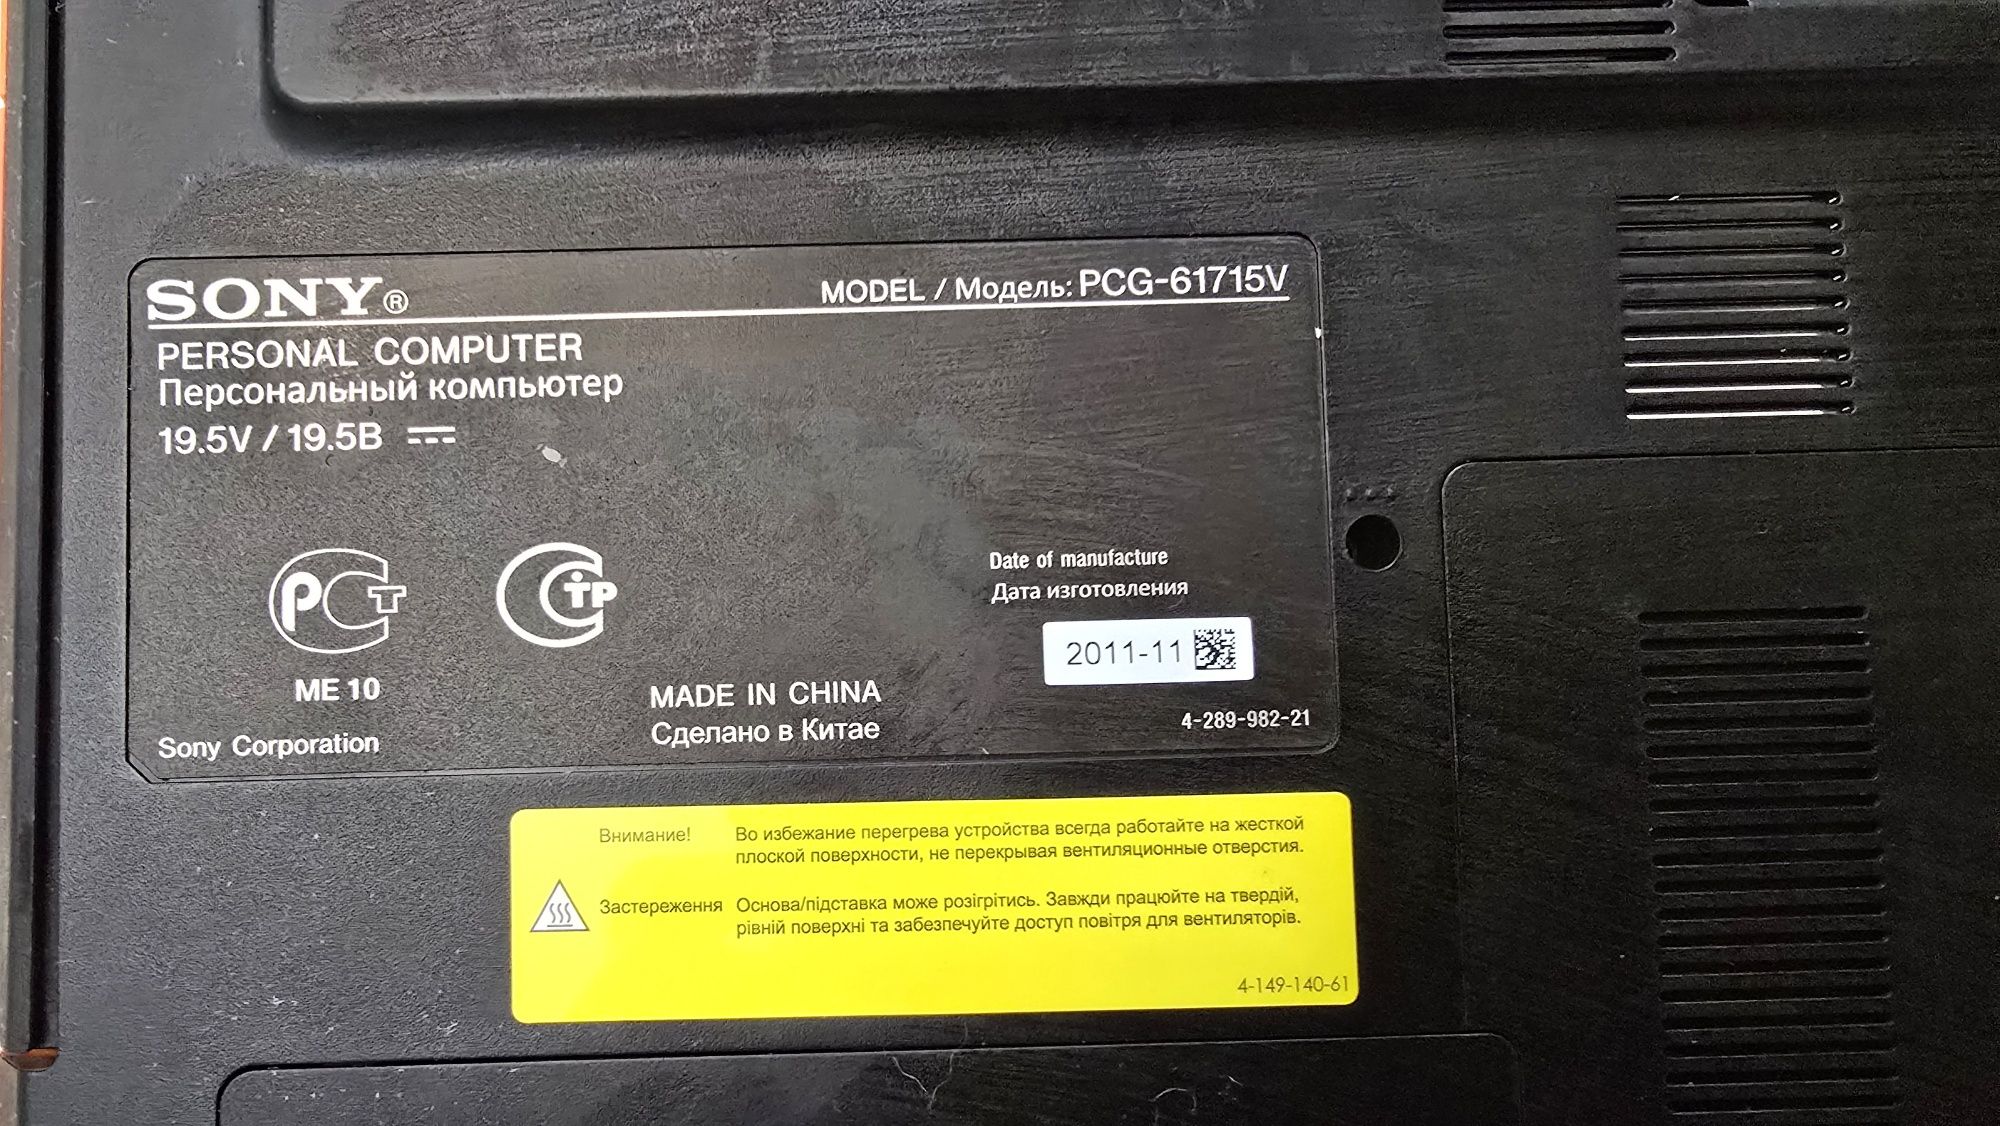 SONY®
MODEL / Модель: PCG-61715V
PERSONAL COMPUTER
Персональный компьютер
19.5V / 19.5В
РСТ
ME 10
Sony Corporation
MADE IN CHINA
Сделано в Китае
Date of manufacture
Дата изготовления
2011-11
4-289-982-21
Внимание! Во избежание перегрева устройства всегда работайте на жесткой
плоской поверхности, не перекрывая вентиляционные отверстия.
Застереження Основа/підставка може розігрітись. Завжди працюйте на твердій,
рівній поверхні та забезпечуйте доступ повітря для вентиляторів.
4-149-140-61